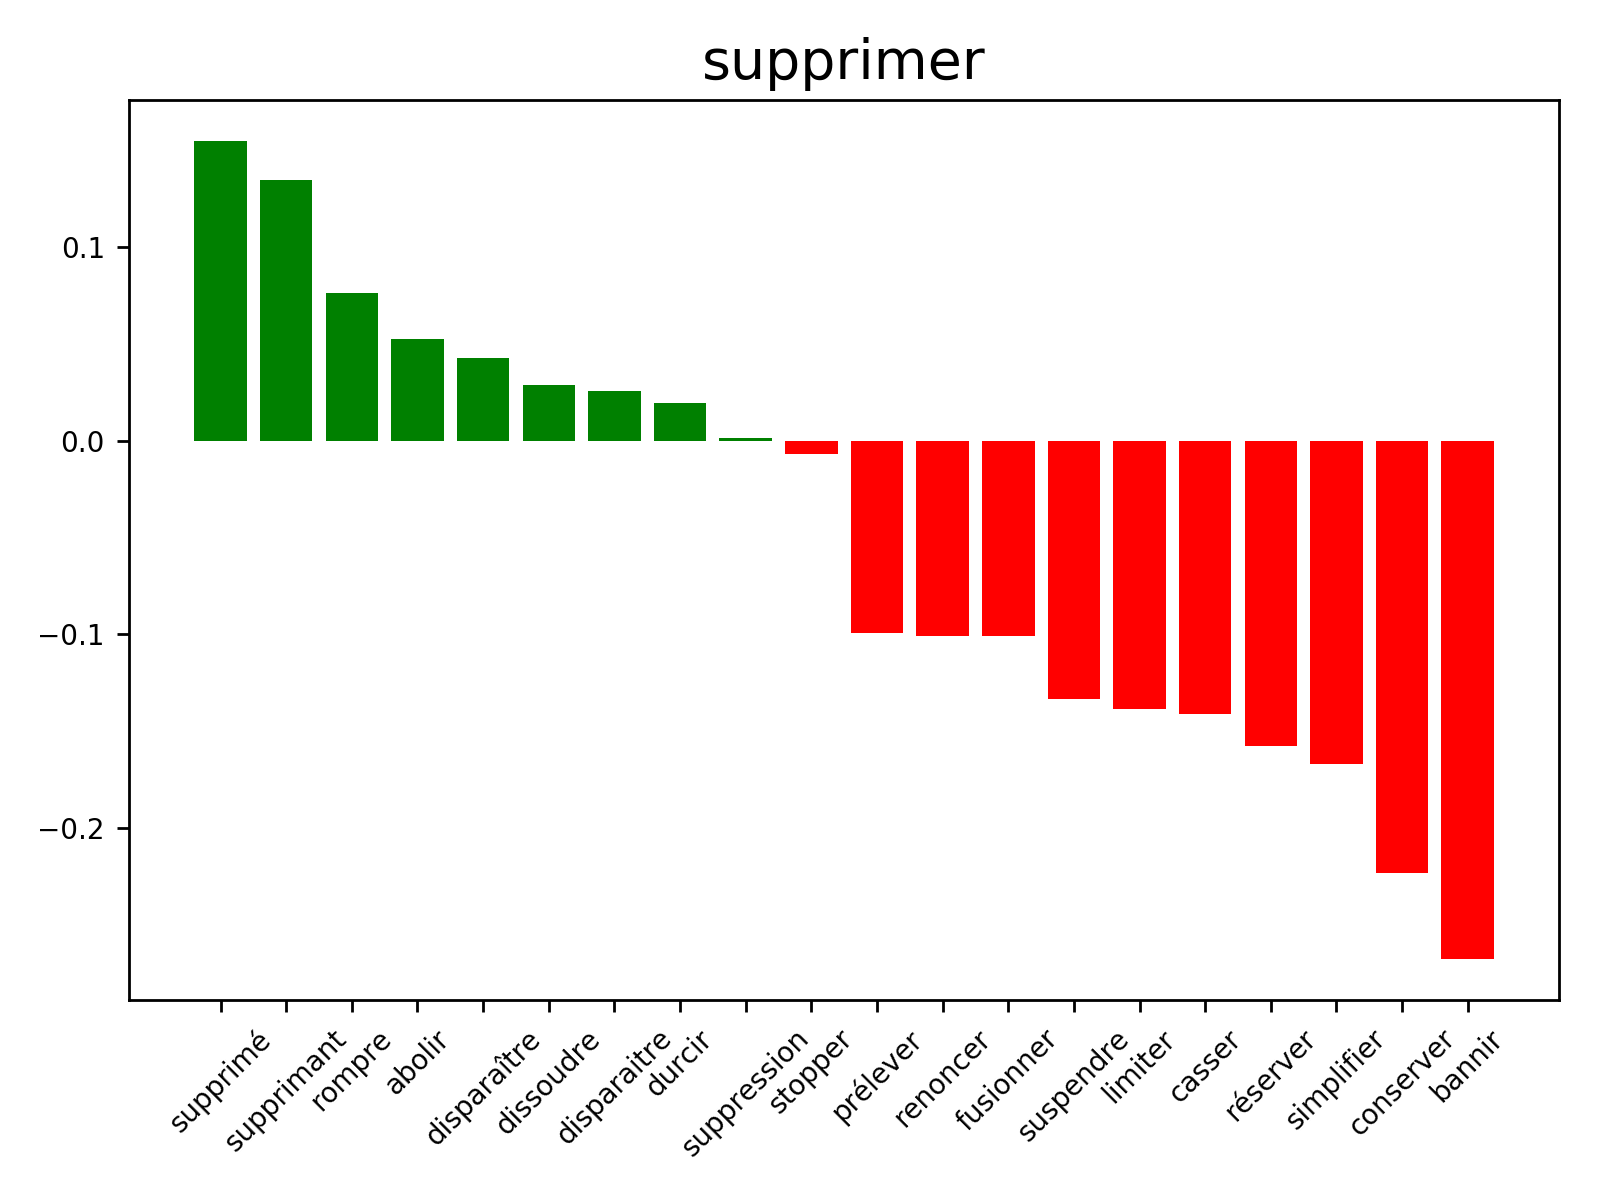 supprimer
0.1
0.0
−0.1
−0.2
supprimé
supprimant
rompre
abolir
disparaître
dissoudre
disparaitre
durcir
suppression
stopper
prélever
renoncer
fusionner
suspendre
limiter
casser
réserver
simplifier
conserver
bannir